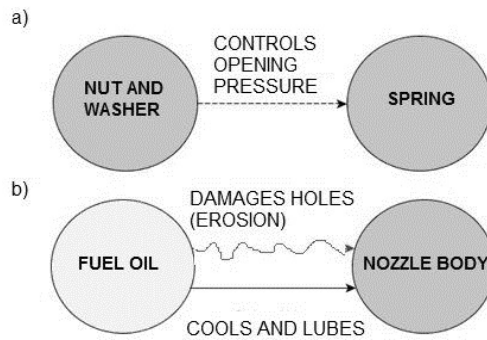 a)
CONTROLS
OPENING
PRESSURE
NUT AND
WASHER
SPRING
b)
DAMAGES HOLES
(EROSION)
FUEL OIL
NOZZLE BODY
COOLS AND LUBES